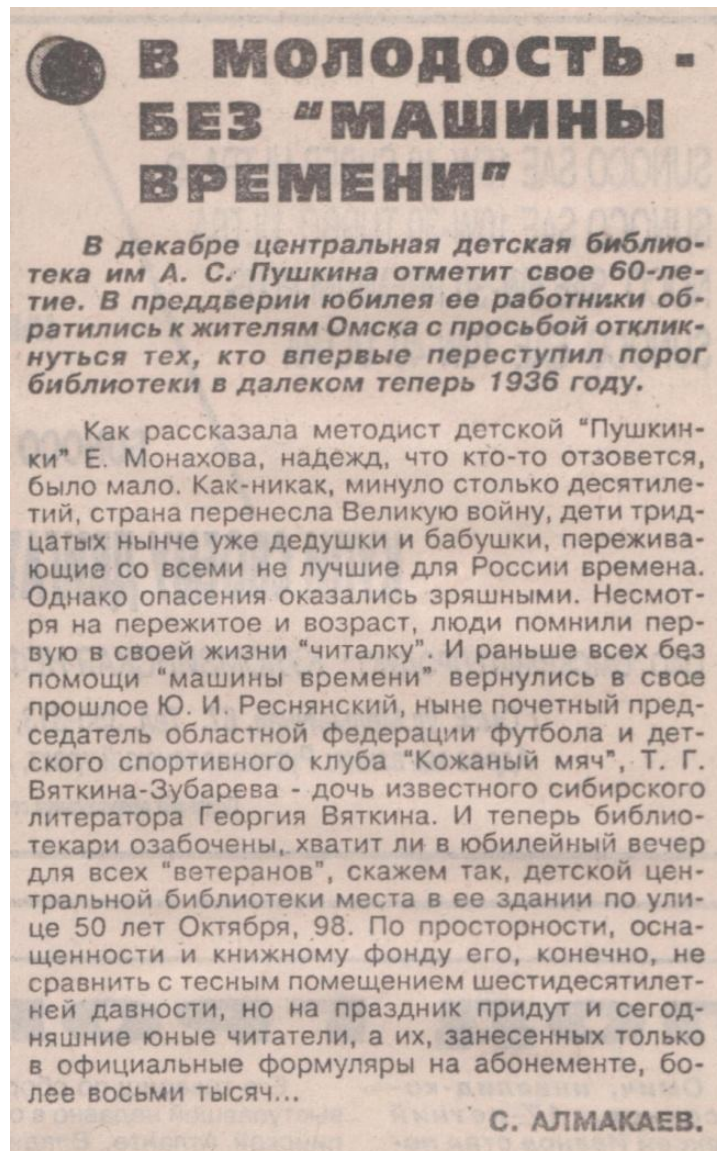 В МОЛОДОСТЬ -
БЕЗ "МАШИНЫ
ВРЕМЕНИ"
В декабре центральная детская библио-
тека им А. С. Пушкина отметит свое 60-ле-
тие. В преддверии юбилея ее работники об-
ратились к жителям Омска с просьбой отклик-
нуться тех, кто впервые переступил порог
библиотеки в далеком теперь 1936 году.
Как рассказала методист детской "Пушкин-
ки" Е. Монахова, надежд, что кто-то отзовется,
было мало. Как-никак, минуло столько десятиле-
тий, страна перенесла Великую войну, дети трид-
цатых нынче уже дедушки и бабушки, пережива-
ющие со всеми не лучшие для России времена.
Однако опасения оказались зряшными. Несмот-
ря на пережитое и возраст, люди помнили пер-
вую в своей жизни "читалку". И раньше всех без
помощи "машины времени" вернулись в свое
прошлое Ю. И. Реснянский, ныне почетный пред-
седатель областной федерации футбола и дет-
ского спортивного клуба "Кожаный мяч", Т. Г.
Вяткина-Зубарева - дочь известного сибирского
литератора Георгия Вяткина. И теперь библио-
текари озабочены, хватит ли в юбилейный вечер
для всех "ветеранов", скажем так, детской цен-
тральной библиотеки места в ее здании по ули-
це 50 лет Октября, 98. По просторности, осна-
щенности и книжному фонду его, конечно, не
сравнить с тесным помещением шестидесятилет-
ней давности, но на праздник придут и сегод-
няшние юные читатели, а их, занесенных только
в официальные формуляры на абонементе, бо-
лее восьми тысяч...
С. АЛМАКАЕВ.